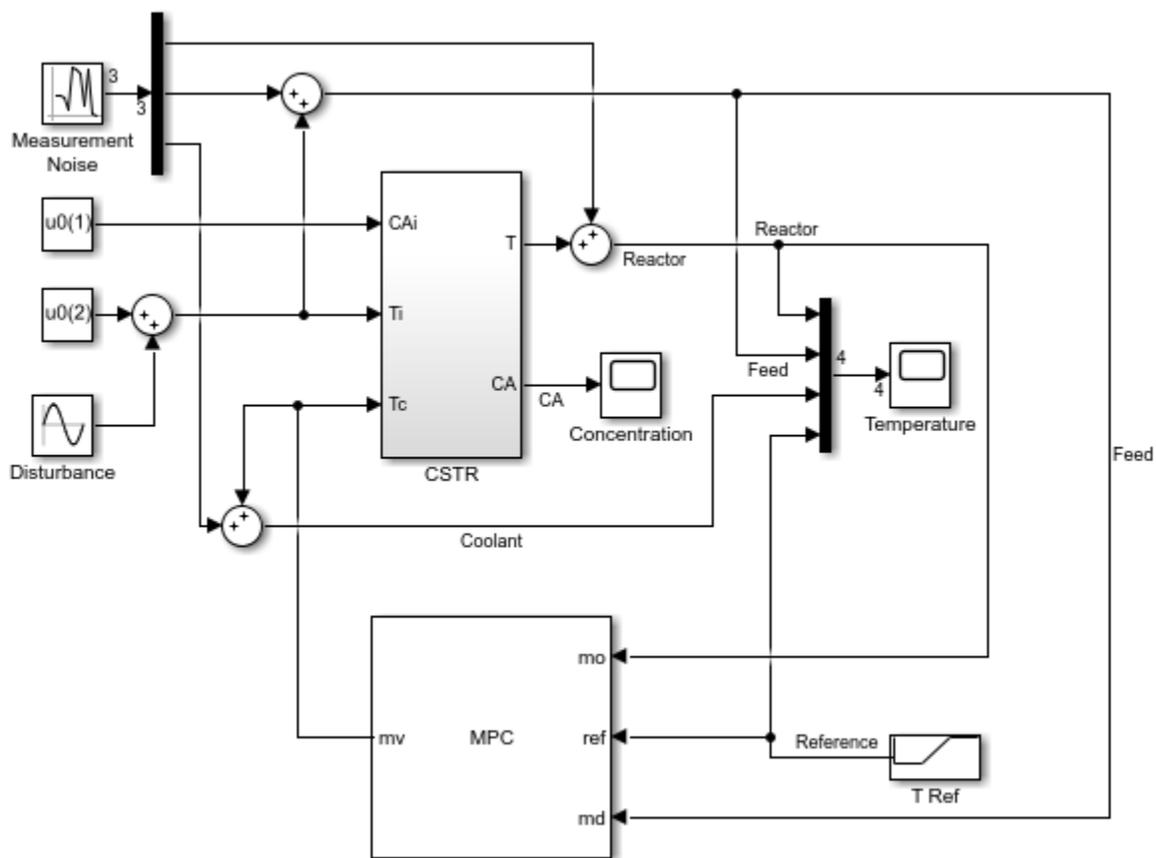 3
3
Measurement
Noise
u0(1)
CAi
T
Reactor
Reactor
u0(2)
Ti
Feed
4
4
CA
CA
Tc
Concentration
Temperature
Disturbance
CSTR
Feed
Coolant
mo
mv
MPC
ref
Reference
T Ref
md